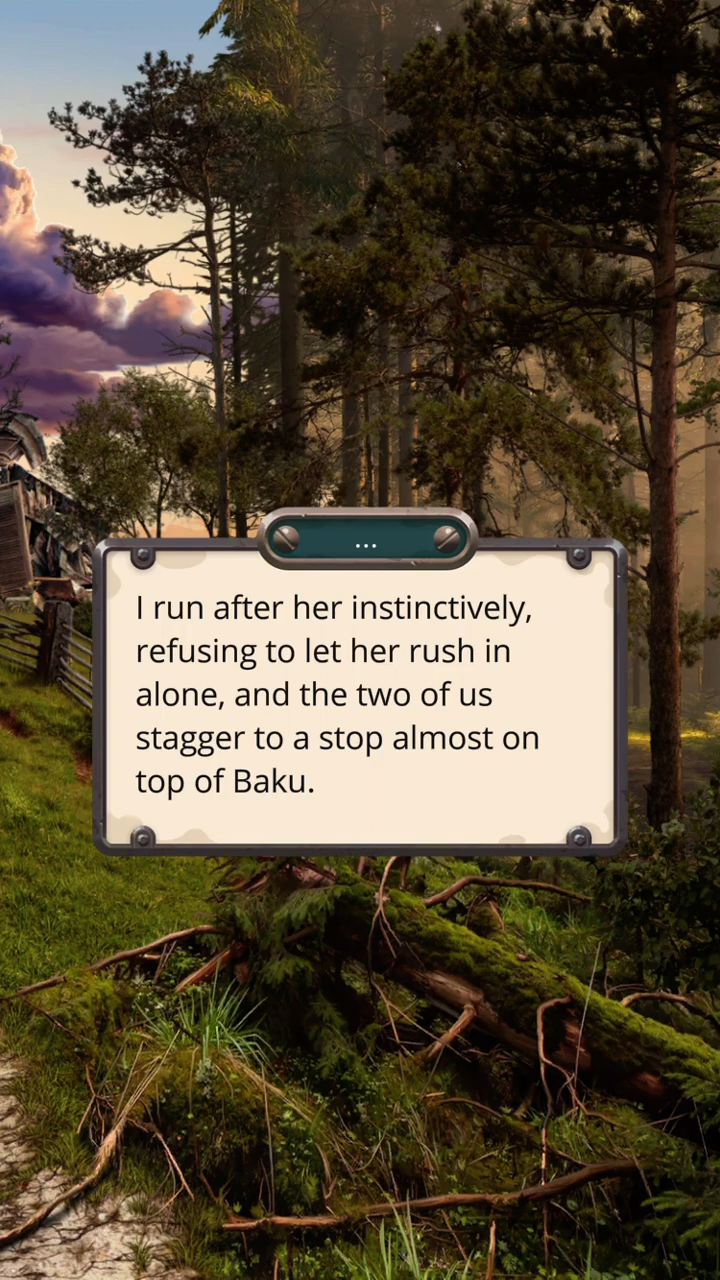 ...
I run after her instinctively,
refusing to let her rush in
alone, and the two of us
stagger to a stop almost on
top of Baku.